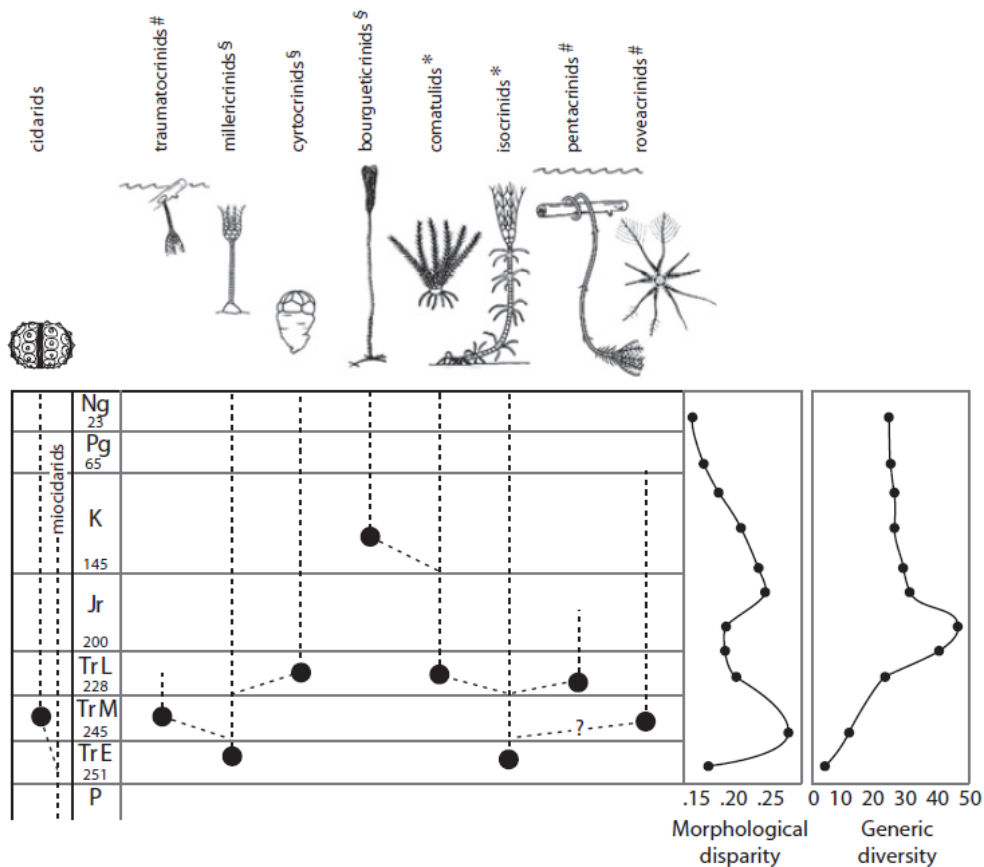 cidarids
traumatocrinids #
millericrinids §
cyrtocrinids §
bourgueticrinids §
comatulids *
isocrinids *
pentacrinids #
roveacrinids #
miocidarids
Ng
23
Pg
65
K
145
Jr
200
Tr L
228
Tr M
245
Tr E
251
P
?
.15 .20 .25
Morphological
disparity
0 10 20 30 40 50
Generic
diversity